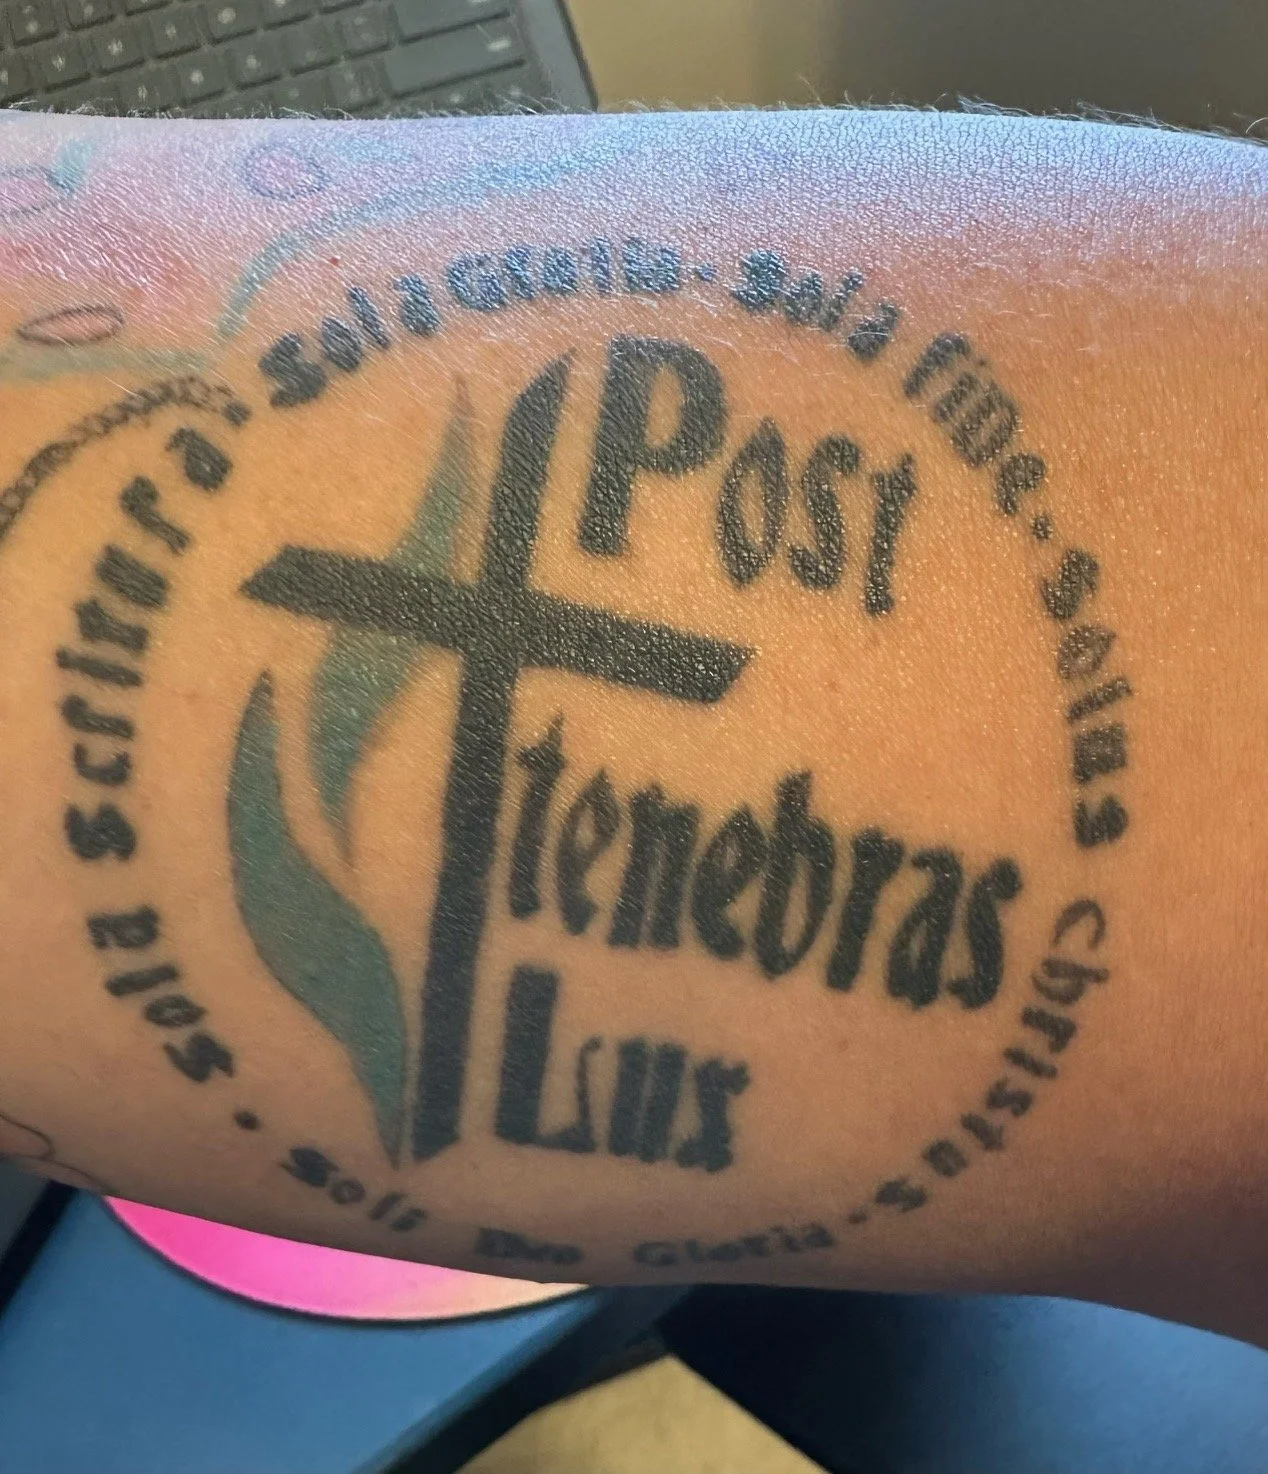 Post
tenebras
Lux
sola scritura · Sola Gratia · Sola fide · Solus Christus · Soli Deo Gloria ·